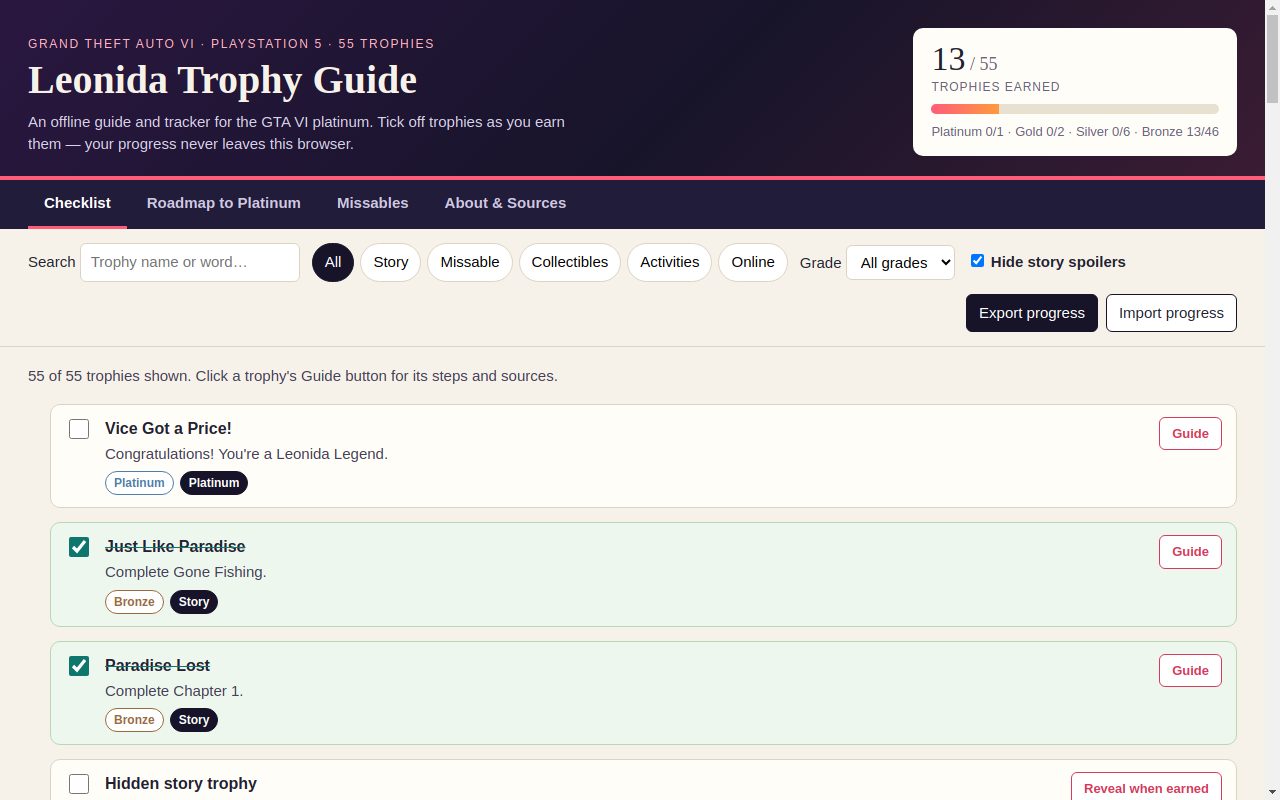 GRAND THEFT AUTO VI · PLAYSTATION 5 · 55 TROPHIES
Leonida Trophy Guide
An offline guide and tracker for the GTA VI platinum. Tick off trophies as you earn
them — your progress never leaves this browser.
13 / 55
TROPHIES EARNED
Platinum 0/1 · Gold 0/2 · Silver 0/6 · Bronze 13/46
Checklist Roadmap to Platinum Missables About & Sources
Search Trophy name or word… All Story Missable Collectibles Activities Online Grade All grades Hide story spoilers
Export progress Import progress
55 of 55 trophies shown. Click a trophy's Guide button for its steps and sources.
Vice Got a Price! Guide
Congratulations! You're a Leonida Legend.
Platinum Platinum
Just Like Paradise Guide
Complete Gone Fishing.
Bronze Story
Paradise Lost Guide
Complete Chapter 1.
Bronze Story
Hidden story trophy Reveal when earned